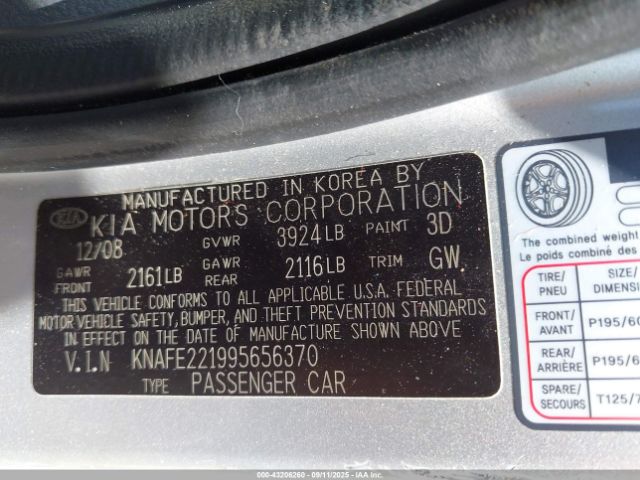 MANUFACTURED IN KOREA BY
KIA KIA MOTORS CORPORATION
12/08 GVWR 3924LB PAINT 3D
GAWR FRONT 2161LB GAWR REAR 2116LB TRIM GW
THIS VEHICLE CONFORMS TO ALL APPLICABLE U.S.A. FEDERAL
MOTOR VEHICLE SAFETY, BUMPER, AND THEFT PREVENTION STANDARDS
IN EFFECT ON THE DATE OF MANUFACTURE SHOWN ABOVE
V.I.N KNAFE221995656370
TYPE PASSENGER CAR
The combined weight
Le poids combiné des
TIRE/ PNEU SIZE/ DIMENSI
FRONT/ AVANT P195/60
REAR/ ARRIÈRE P195/6
SPARE/ SECOURS T125/7
000-43206260 - 09/11/2025 - IAAI.com